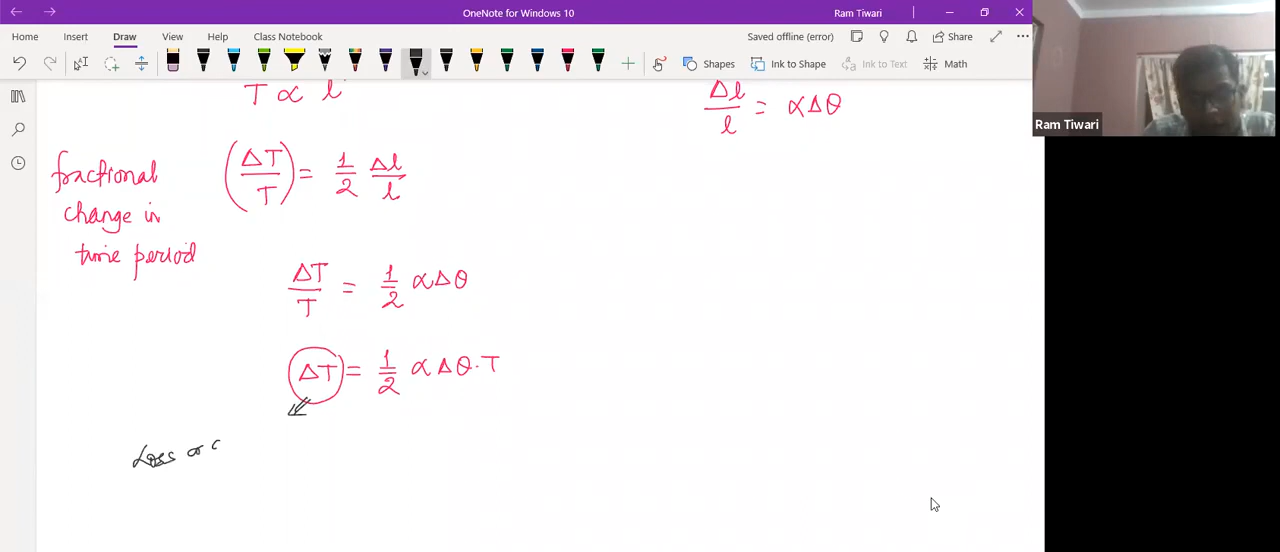 OneNote for Windows 10
Ram Tiwari
Home Insert Draw View Help Class Notebook
Saved offline (error)
Share
Shapes
Ink to Shape
Ink to Text
Math
T ∝ l
Δl/l = αΔθ
Ram Tiwari
fractional change in time period
(ΔT/T) = 1/2 Δl/l
ΔT/T = 1/2 αΔθ
ΔT = 1/2 αΔθ·T
Loss or